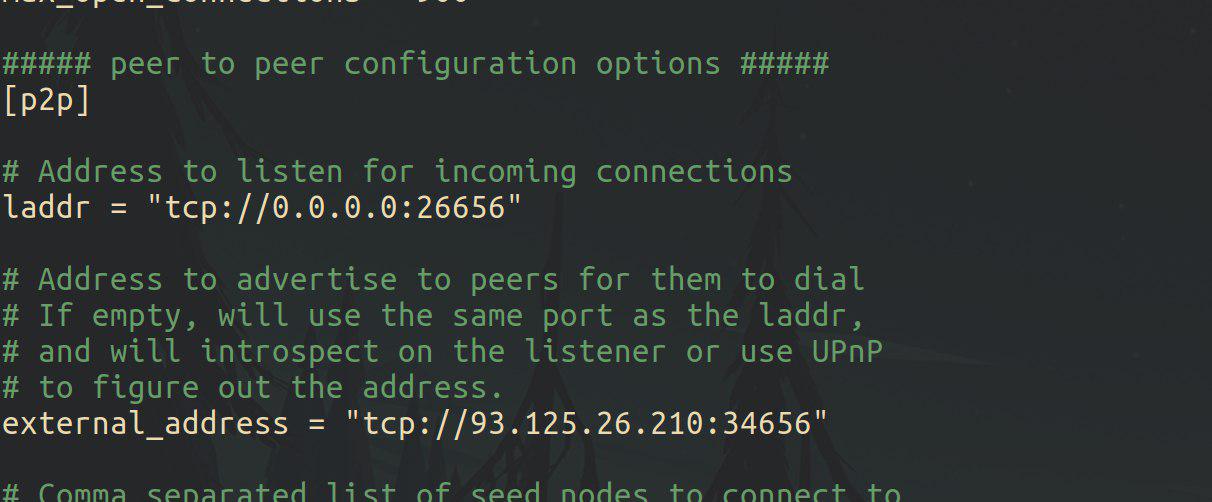 ##### peer to peer configuration options #####
[p2p]
# Address to listen for incoming connections
laddr = "tcp://0.0.0.0:26656"
# Address to advertise to peers for them to dial
# If empty, will use the same port as the laddr,
# and will introspect on the listener or use UPnP
# to figure out the address.
external_address = "tcp://93.125.26.210:34656"
# Comma separated list of seed nodes to connect to